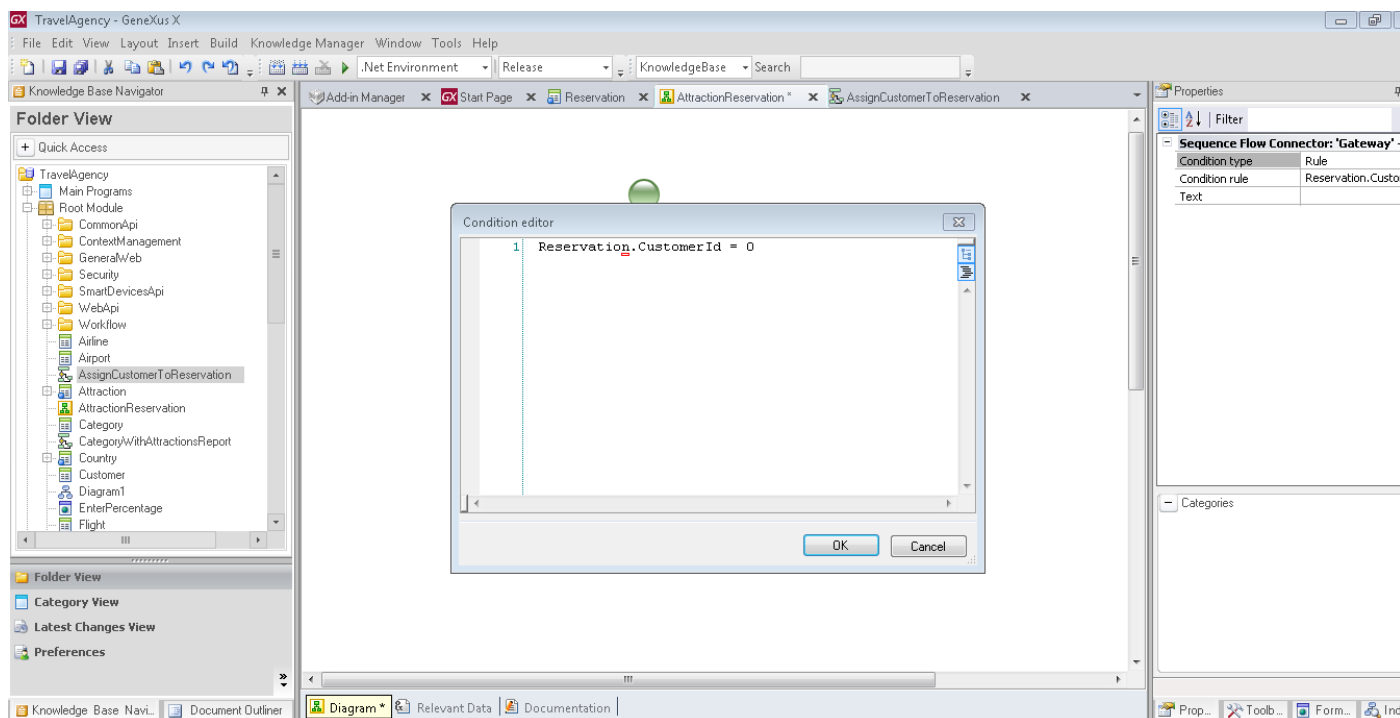 GX TravelAgency - GeneXus X
File Edit View Layout Insert Build Knowledge Manager Window Tools Help
.Net Environment Release KnowledgeBase Search
Knowledge Base Navigator
Add-in Manager GX Start Page Reservation AttractionReservation * AssignCustomerToReservation
Properties
Folder View
Filter
Quick Access
Sequence Flow Connector: 'Gateway' -
Condition type Rule
Condition rule Reservation.Custo
Text
TravelAgency
Main Programs
Root Module
CommonApi
ContextManagement
GeneralWeb
Security
SmartDevicesApi
WebApi
Workflow
Airline
Airport
AssignCustomerToReservation
Attraction
AttractionReservation
Category
CategoryWithAttractionsReport
Country
Customer
Diagram1
EnterPercentage
Flight
Condition editor
1 Reservation.CustomerId = 0
OK Cancel
Categories
Folder View
Category View
Latest Changes View
Preferences
Knowledge Base Navi... Document Outliner
Diagram * Relevant Data Documentation
Prop... Toolb... Form... Ind